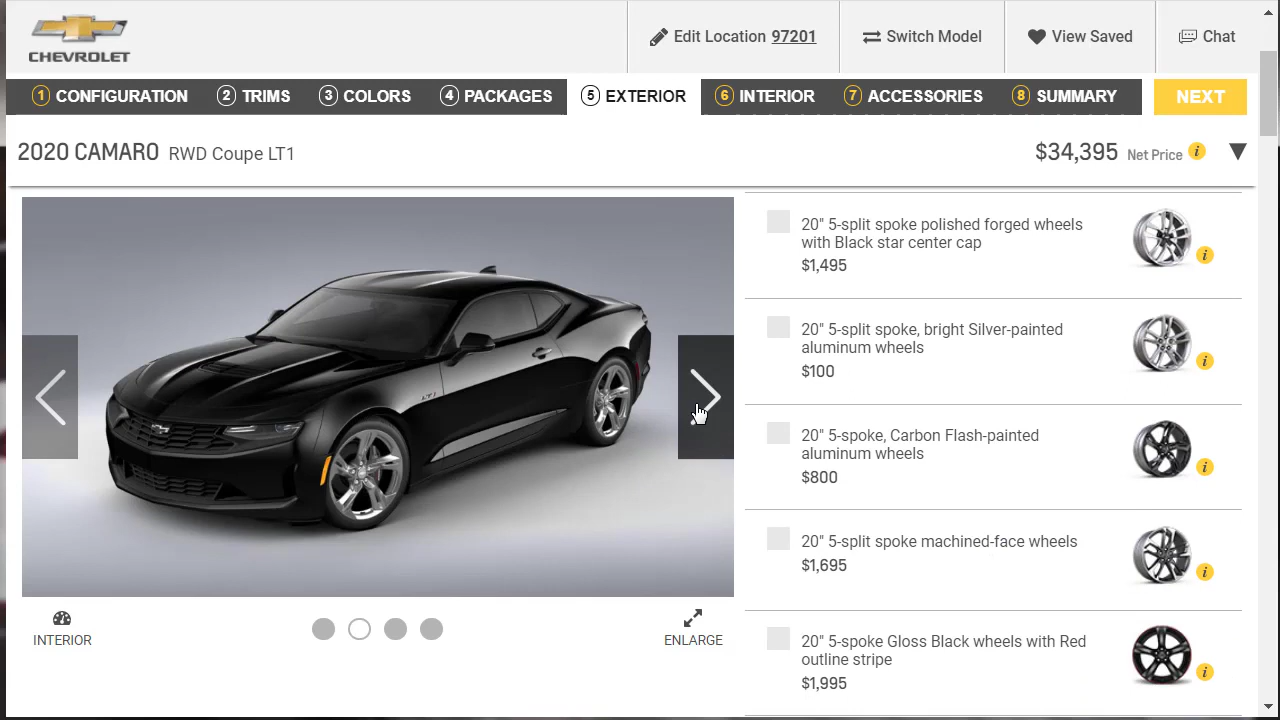 CHEVROLET
Edit Location 97201
Switch Model
View Saved
Chat
1 CONFIGURATION
2 TRIMS
3 COLORS
4 PACKAGES
5 EXTERIOR
6 INTERIOR
7 ACCESSORIES
8 SUMMARY
NEXT
2020 CAMARO RWD Coupe LT1
$34,395 Net Price i
LT1
20" 5-split spoke polished forged wheels
with Black star center cap
$1,495
i
20" 5-split spoke, bright Silver-painted
aluminum wheels
$100
i
20" 5-spoke, Carbon Flash-painted
aluminum wheels
$800
i
20" 5-split spoke machined-face wheels
$1,695
i
20" 5-spoke Gloss Black wheels with Red
outline stripe
$1,995
i
INTERIOR
ENLARGE